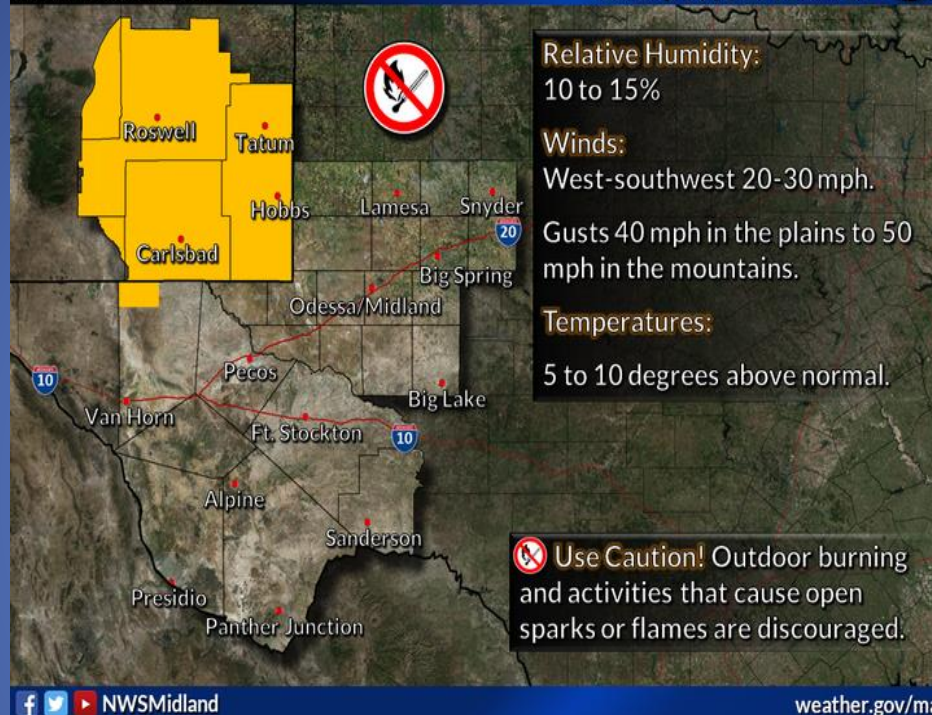 Relative Humidity:
10 to 15%
Winds:
West-southwest 20-30 mph.
Gusts 40 mph in the plains to 50
mph in the mountains.
Temperatures:
5 to 10 degrees above normal.
Roswell
Tatum
Hobbs
Carlsbad
Lamesa
Snyder
20
Big Spring
Odessa/Midland
Pecos
10
Van Horn
Big Lake
Ft. Stockton
10
Alpine
Sanderson
Presidio
Panther Junction
Use Caution! Outdoor burning
and activities that cause open
sparks or flames are discouraged.
NWSMidland
weather.gov/ma